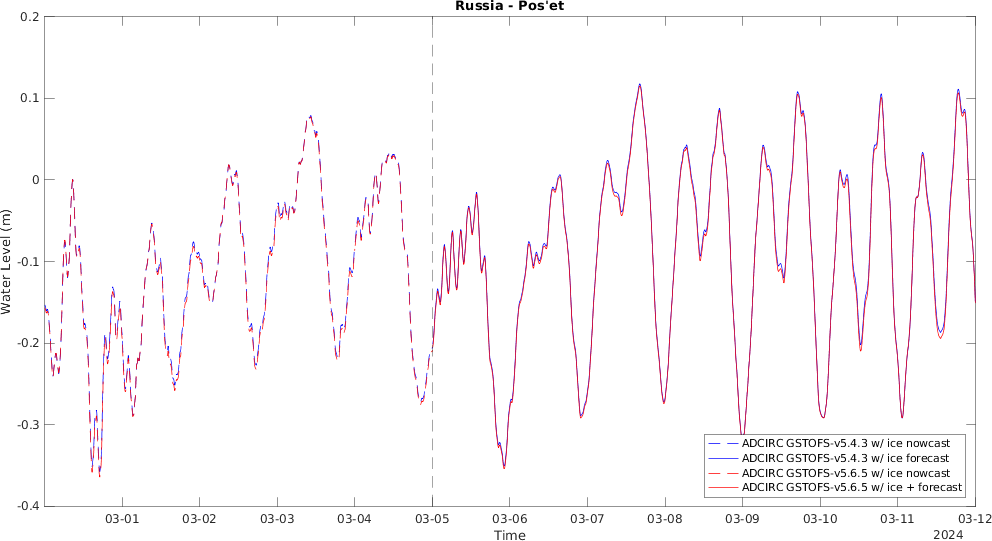 Russia - Pos'et
0.2
0.1
0
-0.1
-0.2
-0.3
-0.4
Water Level (m)
ADCIRC GSTOFS-v5.4.3 w/ ice nowcast
ADCIRC GSTOFS-v5.4.3 w/ ice forecast
ADCIRC GSTOFS-v5.6.5 w/ ice nowcast
ADCIRC GSTOFS-v5.6.5 w/ ice + forecast
03-01 03-02 03-03 03-04 03-05 03-06 03-07 03-08 03-09 03-10 03-11 03-12
Time
2024